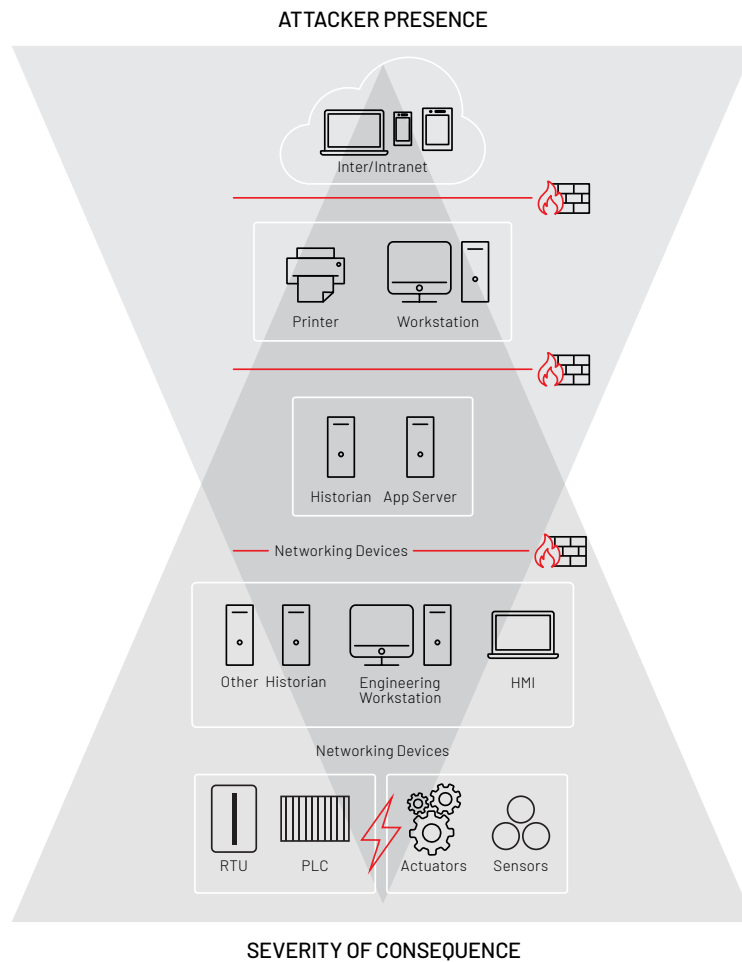 ATTACKER PRESENCE
Inter/Intranet
Printer Workstation
Historian App Server
Networking Devices
Other Historian Engineering Workstation HMI
Networking Devices
RTU PLC Actuators Sensors
SEVERITY OF CONSEQUENCE